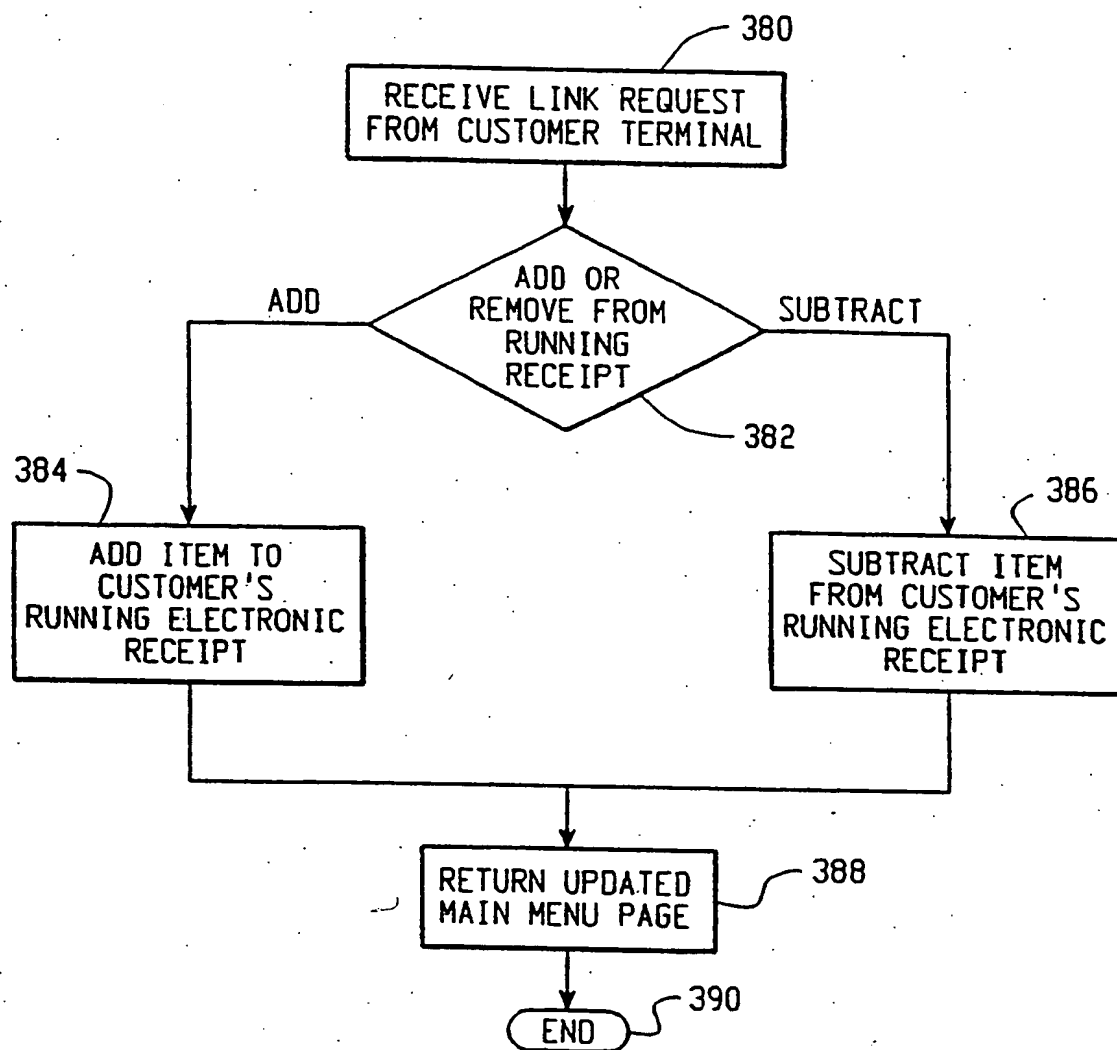 380
RECEIVE LINK REQUEST
FROM CUSTOMER TERMINAL
ADD OR
REMOVE FROM
RUNNING
RECEIPT
ADD
SUBTRACT
382
384
386
ADD ITEM TO
CUSTOMER'S
RUNNING ELECTRONIC
RECEIPT
SUBTRACT ITEM
FROM CUSTOMER'S
RUNNING ELECTRONIC
RECEIPT
RETURN UPDATED
MAIN MENU PAGE
388
END
390